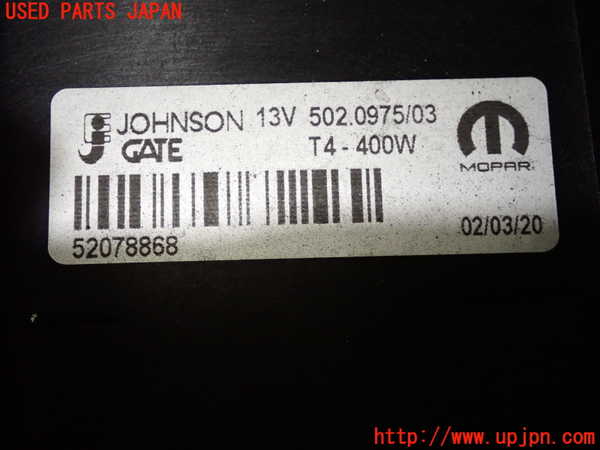 USED PARTS JAPAN
JOHNSON 13V 502.0975/03
GATE T4-400W
MOPAR
52078868 02/03/20
http://www.upjpn.com/